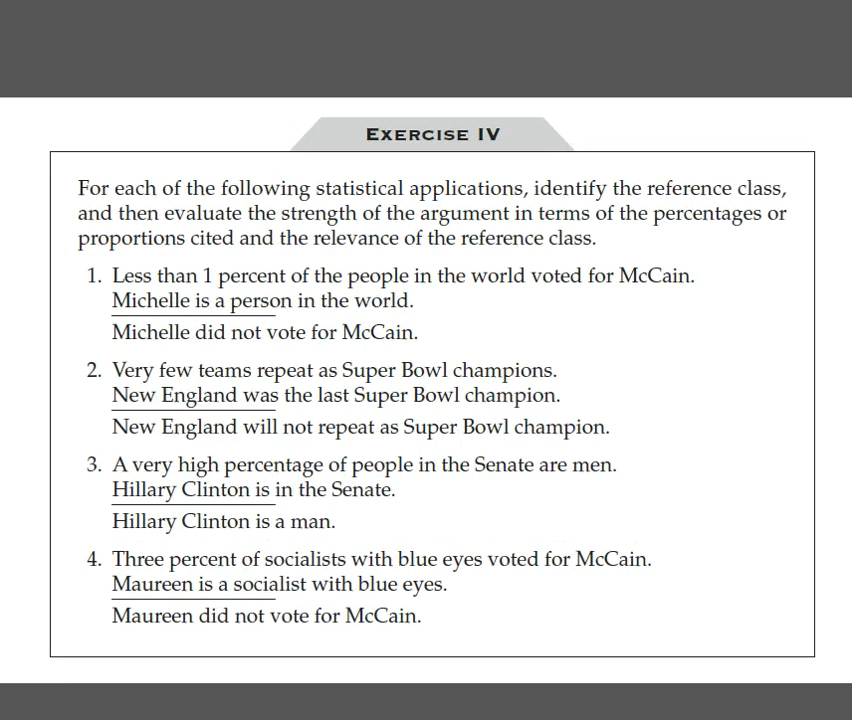 EXERCISE IV
For each of the following statistical applications, identify the reference class,
and then evaluate the strength of the argument in terms of the percentages or
proportions cited and the relevance of the reference class.
1. Less than 1 percent of the people in the world voted for McCain.
Michelle is a person in the world.
Michelle did not vote for McCain.
2. Very few teams repeat as Super Bowl champions.
New England was the last Super Bowl champion.
New England will not repeat as Super Bowl champion.
3. A very high percentage of people in the Senate are men.
Hillary Clinton is in the Senate.
Hillary Clinton is a man.
4. Three percent of socialists with blue eyes voted for McCain.
Maureen is a socialist with blue eyes.
Maureen did not vote for McCain.